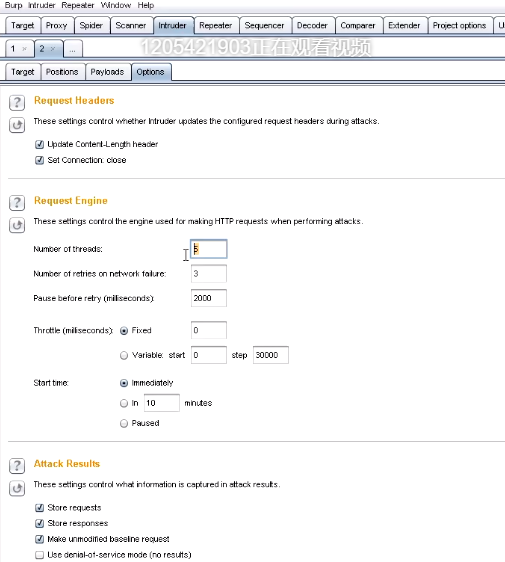 Burp Intruder Repeater Window Help
Target Proxy Spider Scanner Intruder Repeater Sequencer Decoder Comparer Extender Project options U
1 × 2 × ...
1205421903正在观看视频
Target Positions Payloads Options
? Request Headers
These settings control whether Intruder updates the configured request headers during attacks.
Update Content-Length header
Set Connection: close
? Request Engine
These settings control the engine used for making HTTP requests when performing attacks.
Number of threads: 5
Number of retries on network failure: 3
Pause before retry (milliseconds): 2000
Throttle (milliseconds): Fixed 0
Variable: start 0 step 30000
Start time: Immediately
In 10 minutes
Paused
? Attack Results
These settings control what information is captured in attack results.
Store requests
Store responses
Make unmodified baseline request
Use denial-of-service mode (no results)